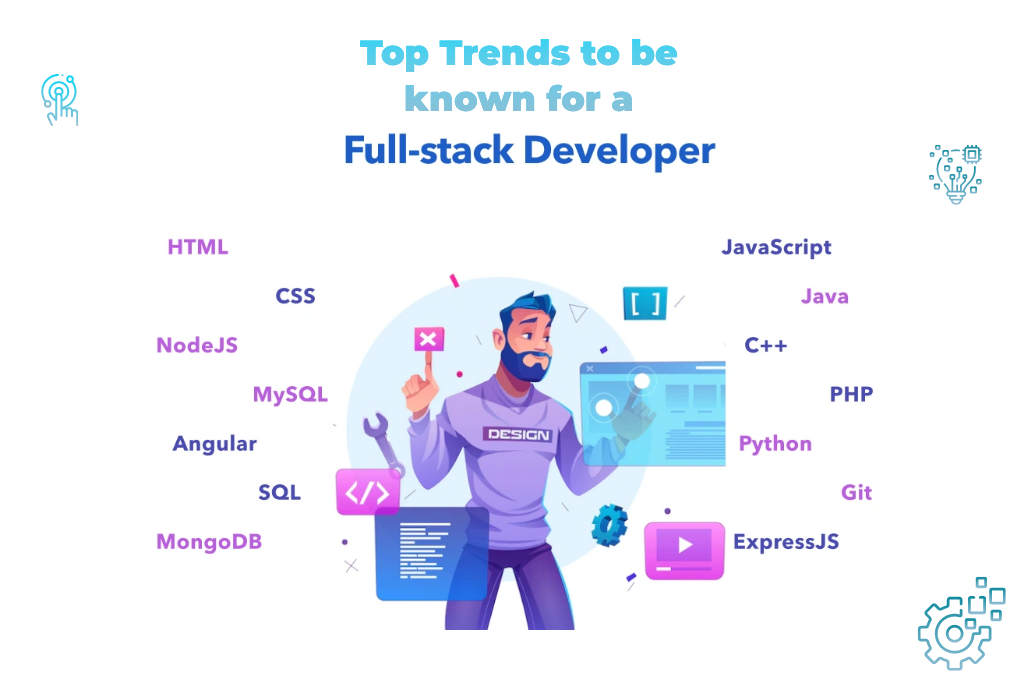 Top Trends to be
known for a
Full-stack Developer
HTML
CSS
NodeJS
MySQL
Angular
SQL
MongoDB
[ ]
DESIGN
</>
JavaScript
Java
C++
PHP
Python
Git
ExpressJS